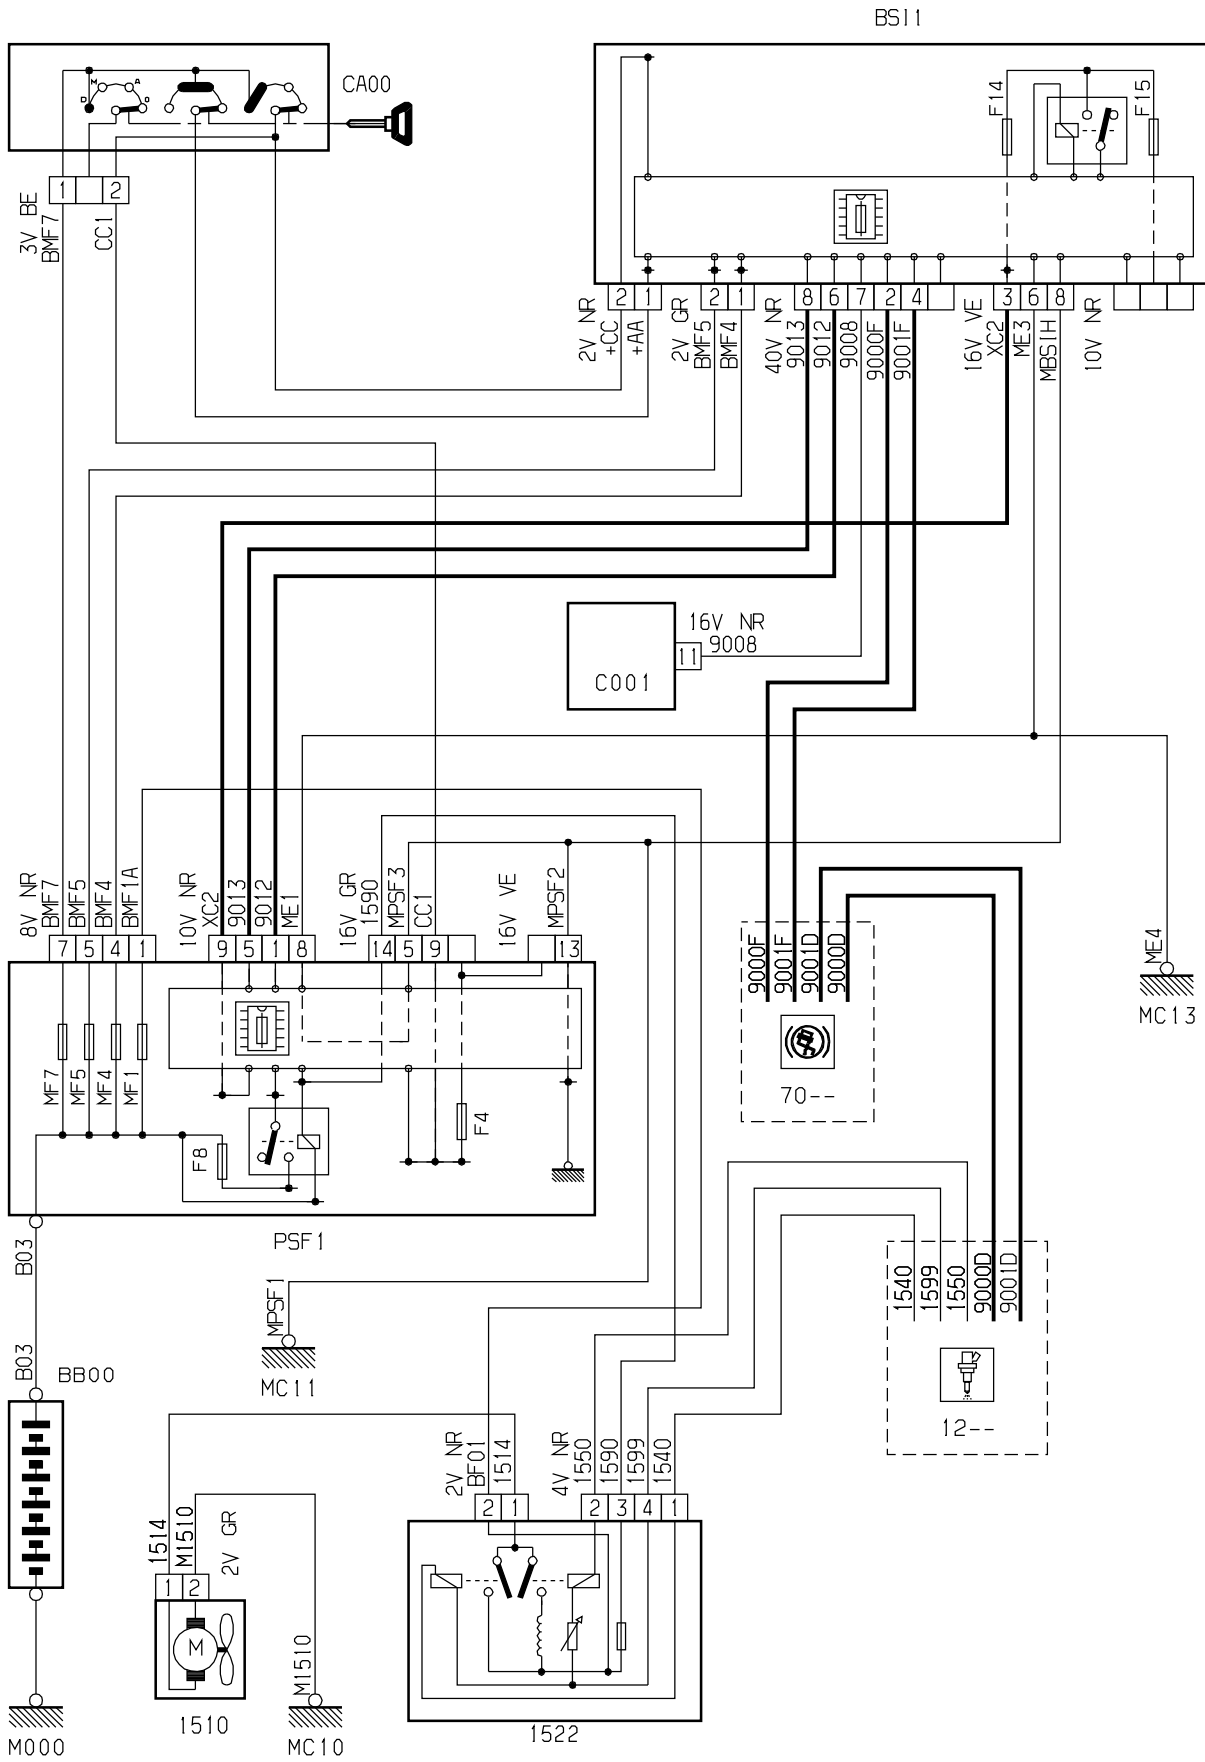 BSI1
CA00
M A
D 0
1 2
3V BE
BMF7
CC1
F14
F15
2 1 2 1 8 6 7 2 4 3 6 8
2V NR
+CC
+AA
2V GR
BMF5
BMF4
40V NR
9013
9012
9008
9000F
9001F
16V VE
XC2
ME3
MBSIH
10V NR
16V NR
9008
11
C001
8V NR
BMF7
BMF5
BMF4
BMF1A
10V NR
XC2
9013
9012
ME1
16V GR
1590
MPSF3
CC1
16V VE
MPSF2
7 5 4 1 9 5 1 8 14 5 9 13
9000F
9001F
9001D
9000D
ME4
MC13
MF7
MF5
MF4
MF1
F8
F4
70--
PSF1
B03
MPSF1
MC11
1540
1599
1550
9000D
9001D
12--
B03
BB00
2V NR
BF01
1514
4V NR
1550
1590
1599
1540
2 1 2 3 4 1
1514
M1510
2V GR
1 2
M
M1510
M000
1510
MC10
1522